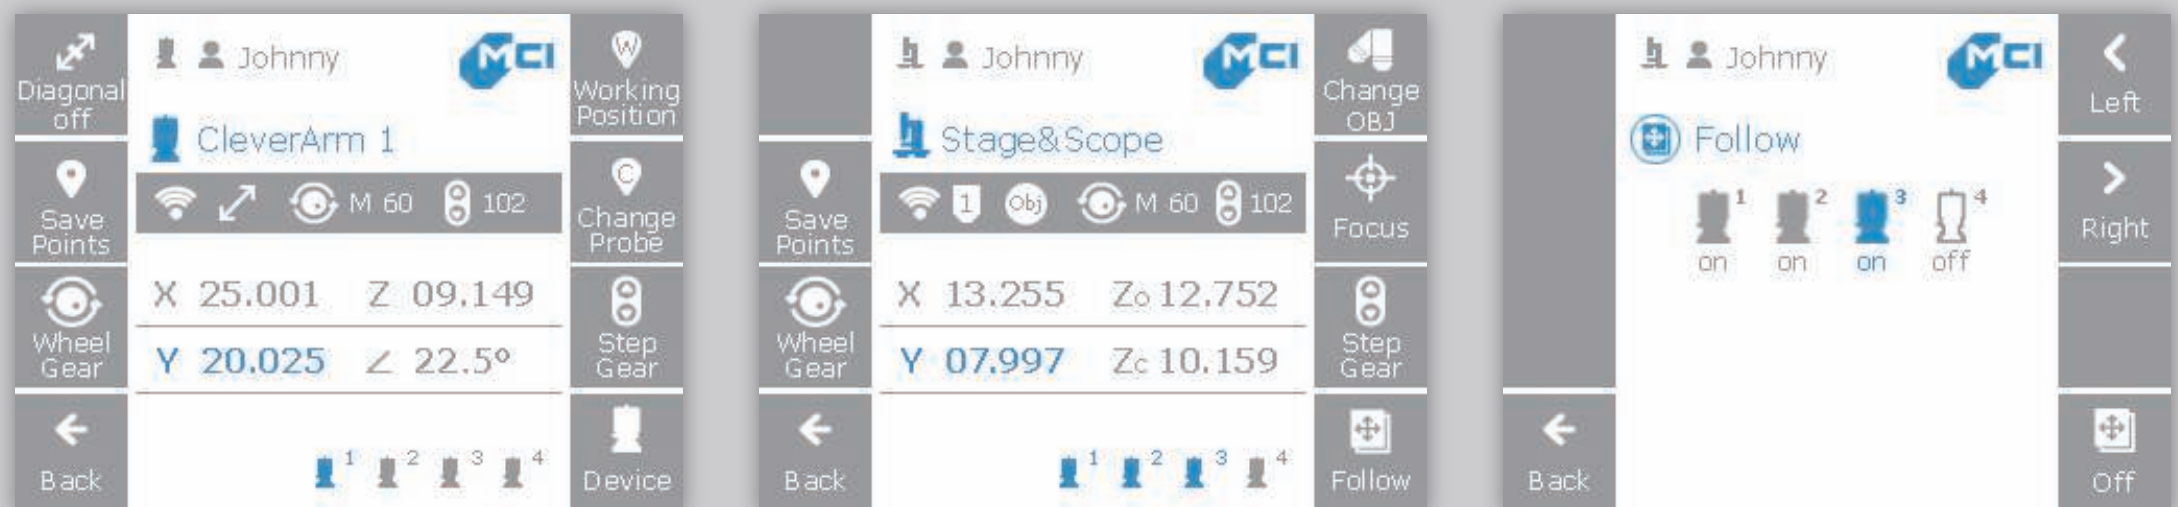 Diagonal
off
Save
Points
Wheel
Gear
Back
Johnny
MCI
CleverArm 1
M 60
102
X 25.001 Z 09.149
Y 20.025 ∠ 22.5°
1 2 3 4
W
Working
Position
C
Change
Probe
Step
Gear
Device
Save
Points
Wheel
Gear
Back
Johnny
MCI
Stage&Scope
1 Obj M 60 102
X 13.255 Zo 12.752
Y 07.997 Zc 10.159
1 2 3 4
Change
OBJ
Focus
Step
Gear
Follow
Back
Johnny
MCI
Follow
1 2 3 4
on on on off
Left
Right
Off